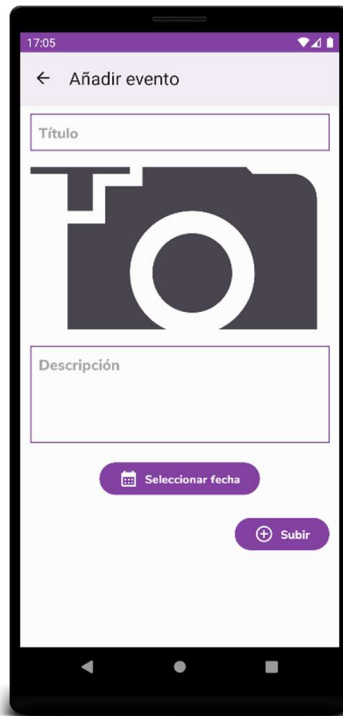 17:05
Añadir evento
Título
Descripción
Seleccionar fecha
Subir